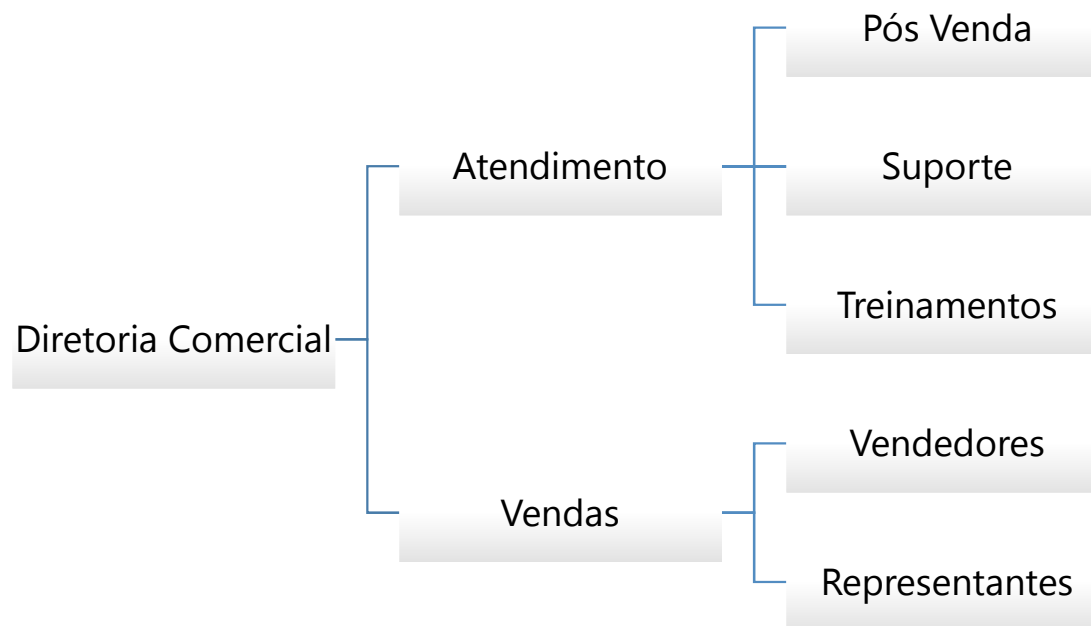 Pós Venda
Atendimento
Suporte
Treinamentos
Diretoria Comercial
Vendedores
Vendas
Representantes